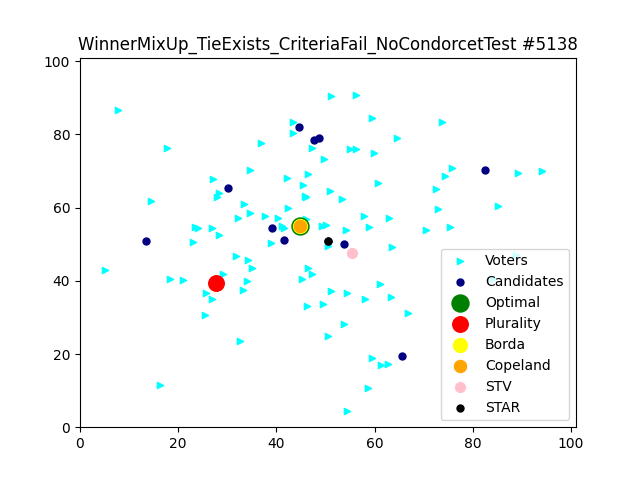 WinnerMixUp_TieExists_CriteriaFail_NoCondorcetTest #5138
100
80
60
40
20
0
0 20 40 60 80 100
Voters
Candidates
Optimal
Plurality
Borda
Copeland
STV
STAR